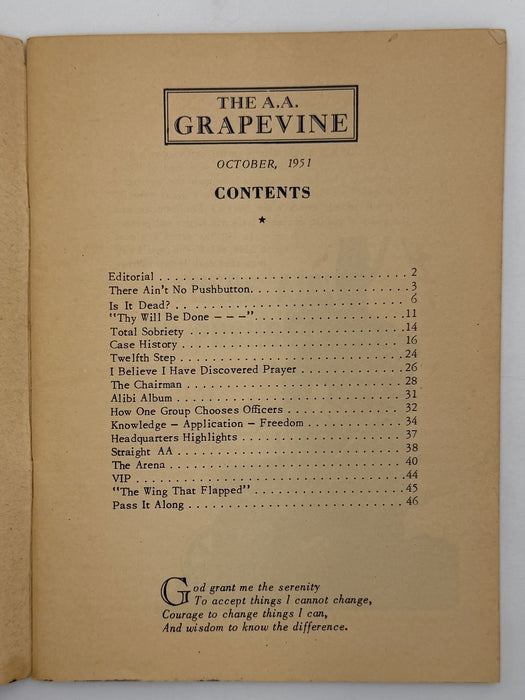 THE A.A.
GRAPEVINE
OCTOBER, 1951
CONTENTS
★
Editorial . . . . . . . . . . . . . . . . . . . . . . . . . . . . . . . 2
There Ain't No Pushbutton. . . . . . . . . . . . . . . . . . . 3
Is It Dead? . . . . . . . . . . . . . . . . . . . . . . . . . . . . . 6
"Thy Will Be Done – – –" . . . . . . . . . . . . . . . . . . .11
Total Sobriety . . . . . . . . . . . . . . . . . . . . . . . . . . .14
Case History . . . . . . . . . . . . . . . . . . . . . . . . . . . 16
Twelfth Step . . . . . . . . . . . . . . . . . . . . . . . . . . . 24
I Believe I Have Discovered Prayer . . . . . . . . . . . . . 26
The Chairman . . . . . . . . . . . . . . . . . . . . . . . . . . 28
Alibi Album . . . . . . . . . . . . . . . . . . . . . . . . . . . . 31
How One Group Chooses Officers . . . . . . . . . . . . . . 32
Knowledge – Application – Freedom . . . . . . . . . . . . 34
Headquarters Highlights . . . . . . . . . . . . . . . . . . . . 37
Straight AA . . . . . . . . . . . . . . . . . . . . . . . . . . . . 38
The Arena . . . . . . . . . . . . . . . . . . . . . . . . . . . . . 40
VIP . . . . . . . . . . . . . . . . . . . . . . . . . . . . . . . . . .44
"The Wing That Flapped" . . . . . . . . . . . . . . . . . . . 45
Pass It Along . . . . . . . . . . . . . . . . . . . . . . . . . . . 46
God grant me the serenity
To accept things I cannot change,
Courage to change things I can,
And wisdom to know the difference.